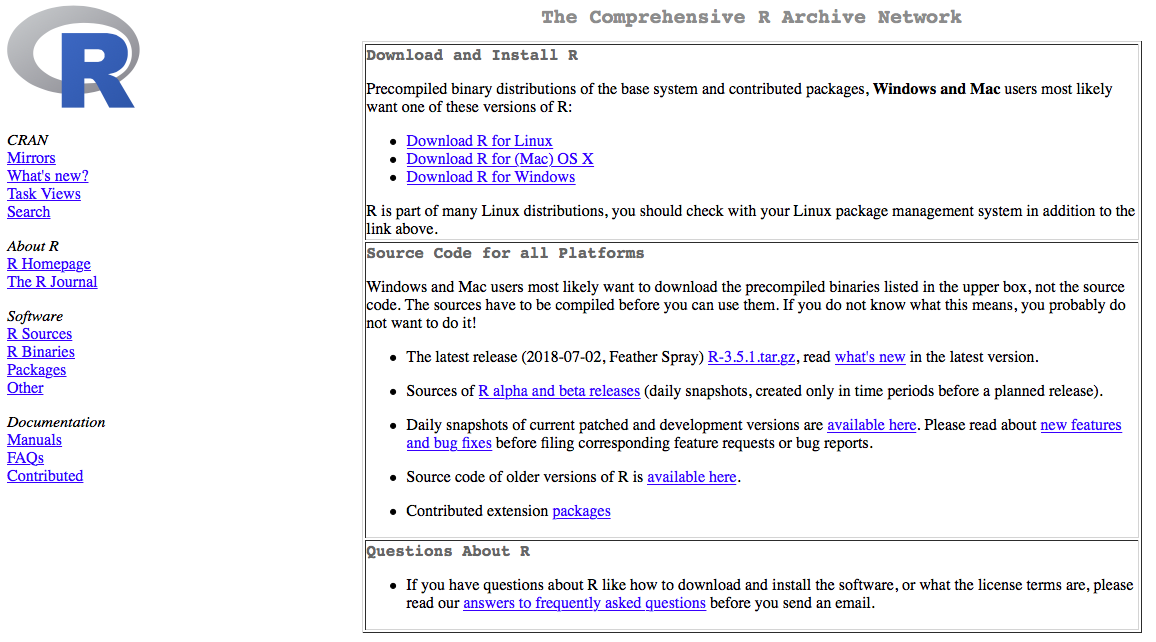 R
CRAN
Mirrors
What's new?
Task Views
Search
About R
R Homepage
The R Journal
Software
R Sources
R Binaries
Packages
Other
Documentation
Manuals
FAQs
Contributed
The Comprehensive R Archive Network
Download and Install R
Precompiled binary distributions of the base system and contributed packages, Windows and Mac users most likely
want one of these versions of R:
• Download R for Linux
• Download R for (Mac) OS X
• Download R for Windows
R is part of many Linux distributions, you should check with your Linux package management system in addition to the
link above.
Source Code for all Platforms
Windows and Mac users most likely want to download the precompiled binaries listed in the upper box, not the source
code. The sources have to be compiled before you can use them. If you do not know what this means, you probably do
not want to do it!
• The latest release (2018-07-02, Feather Spray) R-3.5.1.tar.gz, read what's new in the latest version.
• Sources of R alpha and beta releases (daily snapshots, created only in time periods before a planned release).
• Daily snapshots of current patched and development versions are available here. Please read about new features
and bug fixes before filing corresponding feature requests or bug reports.
• Source code of older versions of R is available here.
• Contributed extension packages
Questions About R
• If you have questions about R like how to download and install the software, or what the license terms are, please
read our answers to frequently asked questions before you send an email.